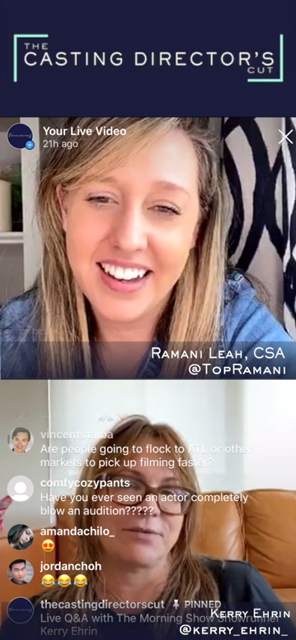 THE
CASTING DIRECTOR'S
CUT
Your Live Video
21h ago
RAMANI LEAH, CSA
@TOPRAMANI
Are people going to flock to ATL or other
markets to pick up filming faster?
comfycozypants
Have you ever seen an actor completely
blow an audition?????
amandachilo_
😍
jordanchoh
😂😂😂
thecastingdirectorscut PINNED
KERRY EHRIN
Live Q&A with The Morning Show Showrunner
@KERRY_EHRIN_
Kerry Ehrin